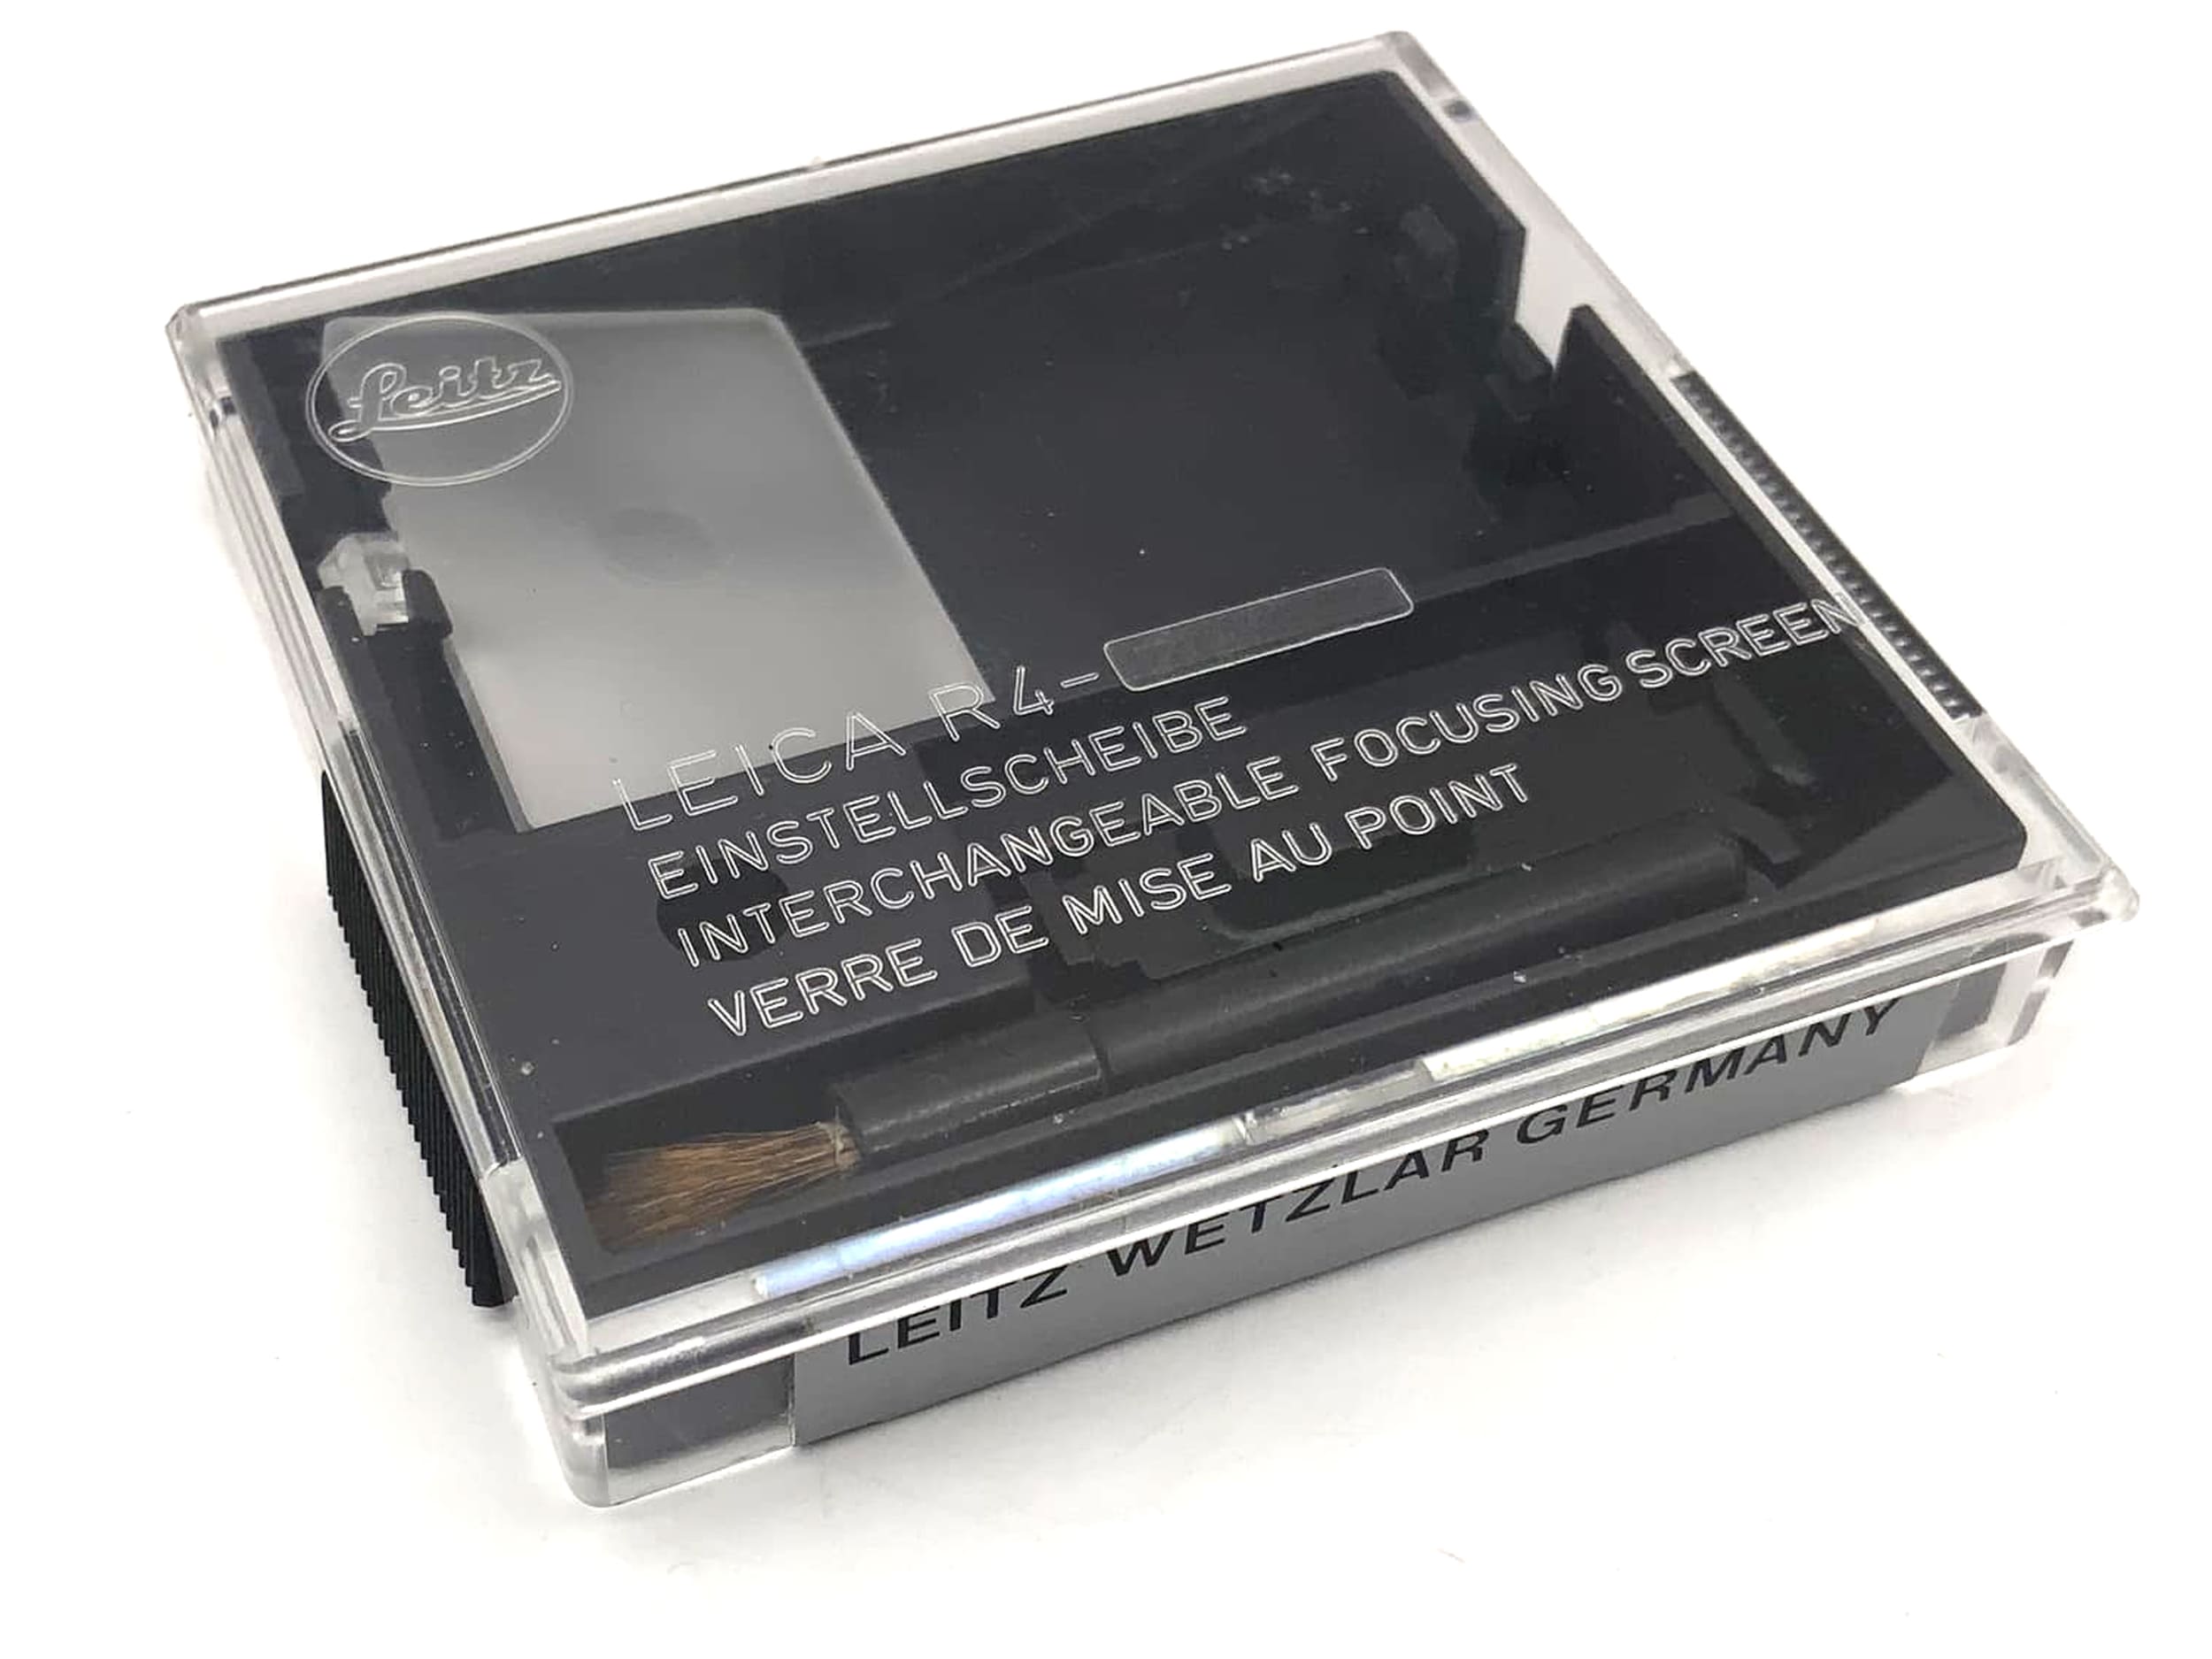 Leitz
LEICA R4-
EINSTELLSCHEIBE
INTERCHANGEABLE FOCUSING SCREEN
VERRE DE MISE AU POINT
LEITZ WETZLAR GERMANY